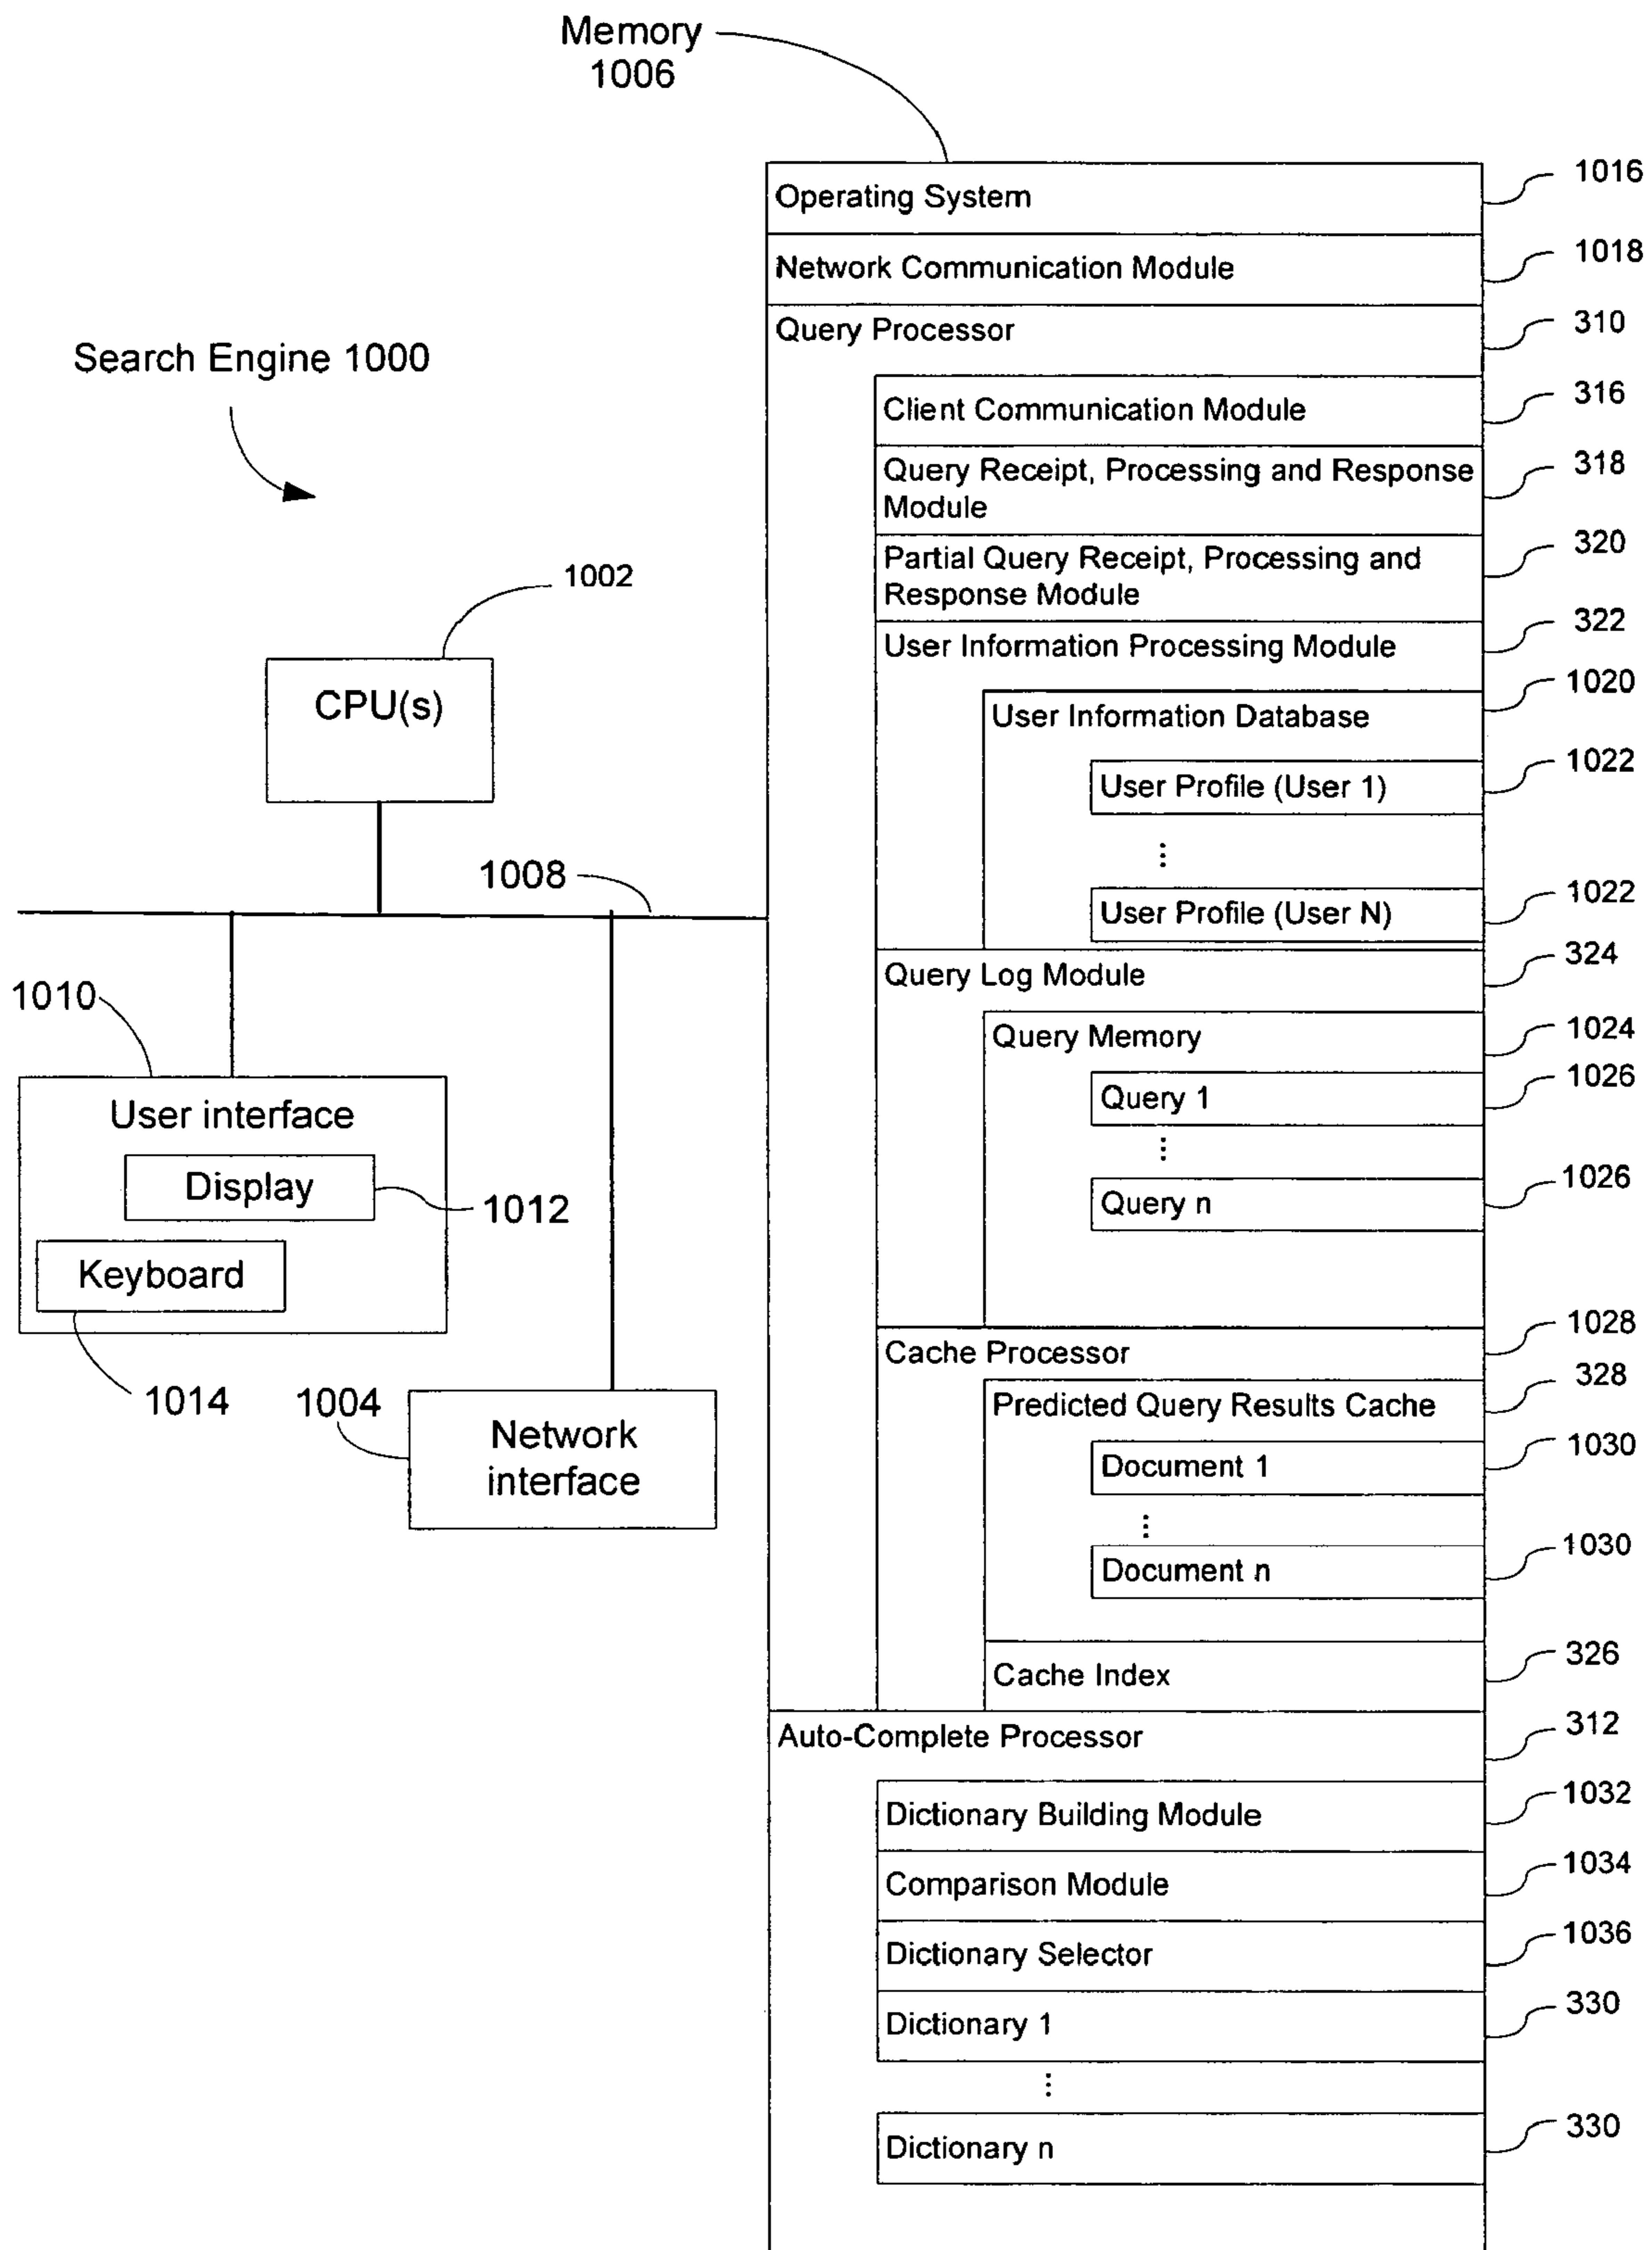 Memory
1006
Operating System
1016
Network Communication Module
1018
Query Processor
310
Search Engine 1000
Client Communication Module
316
Query Receipt, Processing and Response
Module
318
Partial Query Receipt, Processing and
Response Module
320
1002
CPU(s)
User Information Processing Module
322
User Information Database
1020
User Profile (User 1)
1022
⋮
1008
User Profile (User N)
1022
Query Log Module
324
1010
Query Memory
1024
User interface
Query 1
1026
⋮
Display
1012
Query n
1026
Keyboard
1014
Cache Processor
1028
1004
Network
interface
Predicted Query Results Cache
328
Document 1
1030
⋮
Document n
1030
Cache Index
326
Auto-Complete Processor
312
Dictionary Building Module
1032
Comparison Module
1034
Dictionary Selector
1036
Dictionary 1
330
⋮
Dictionary n
330